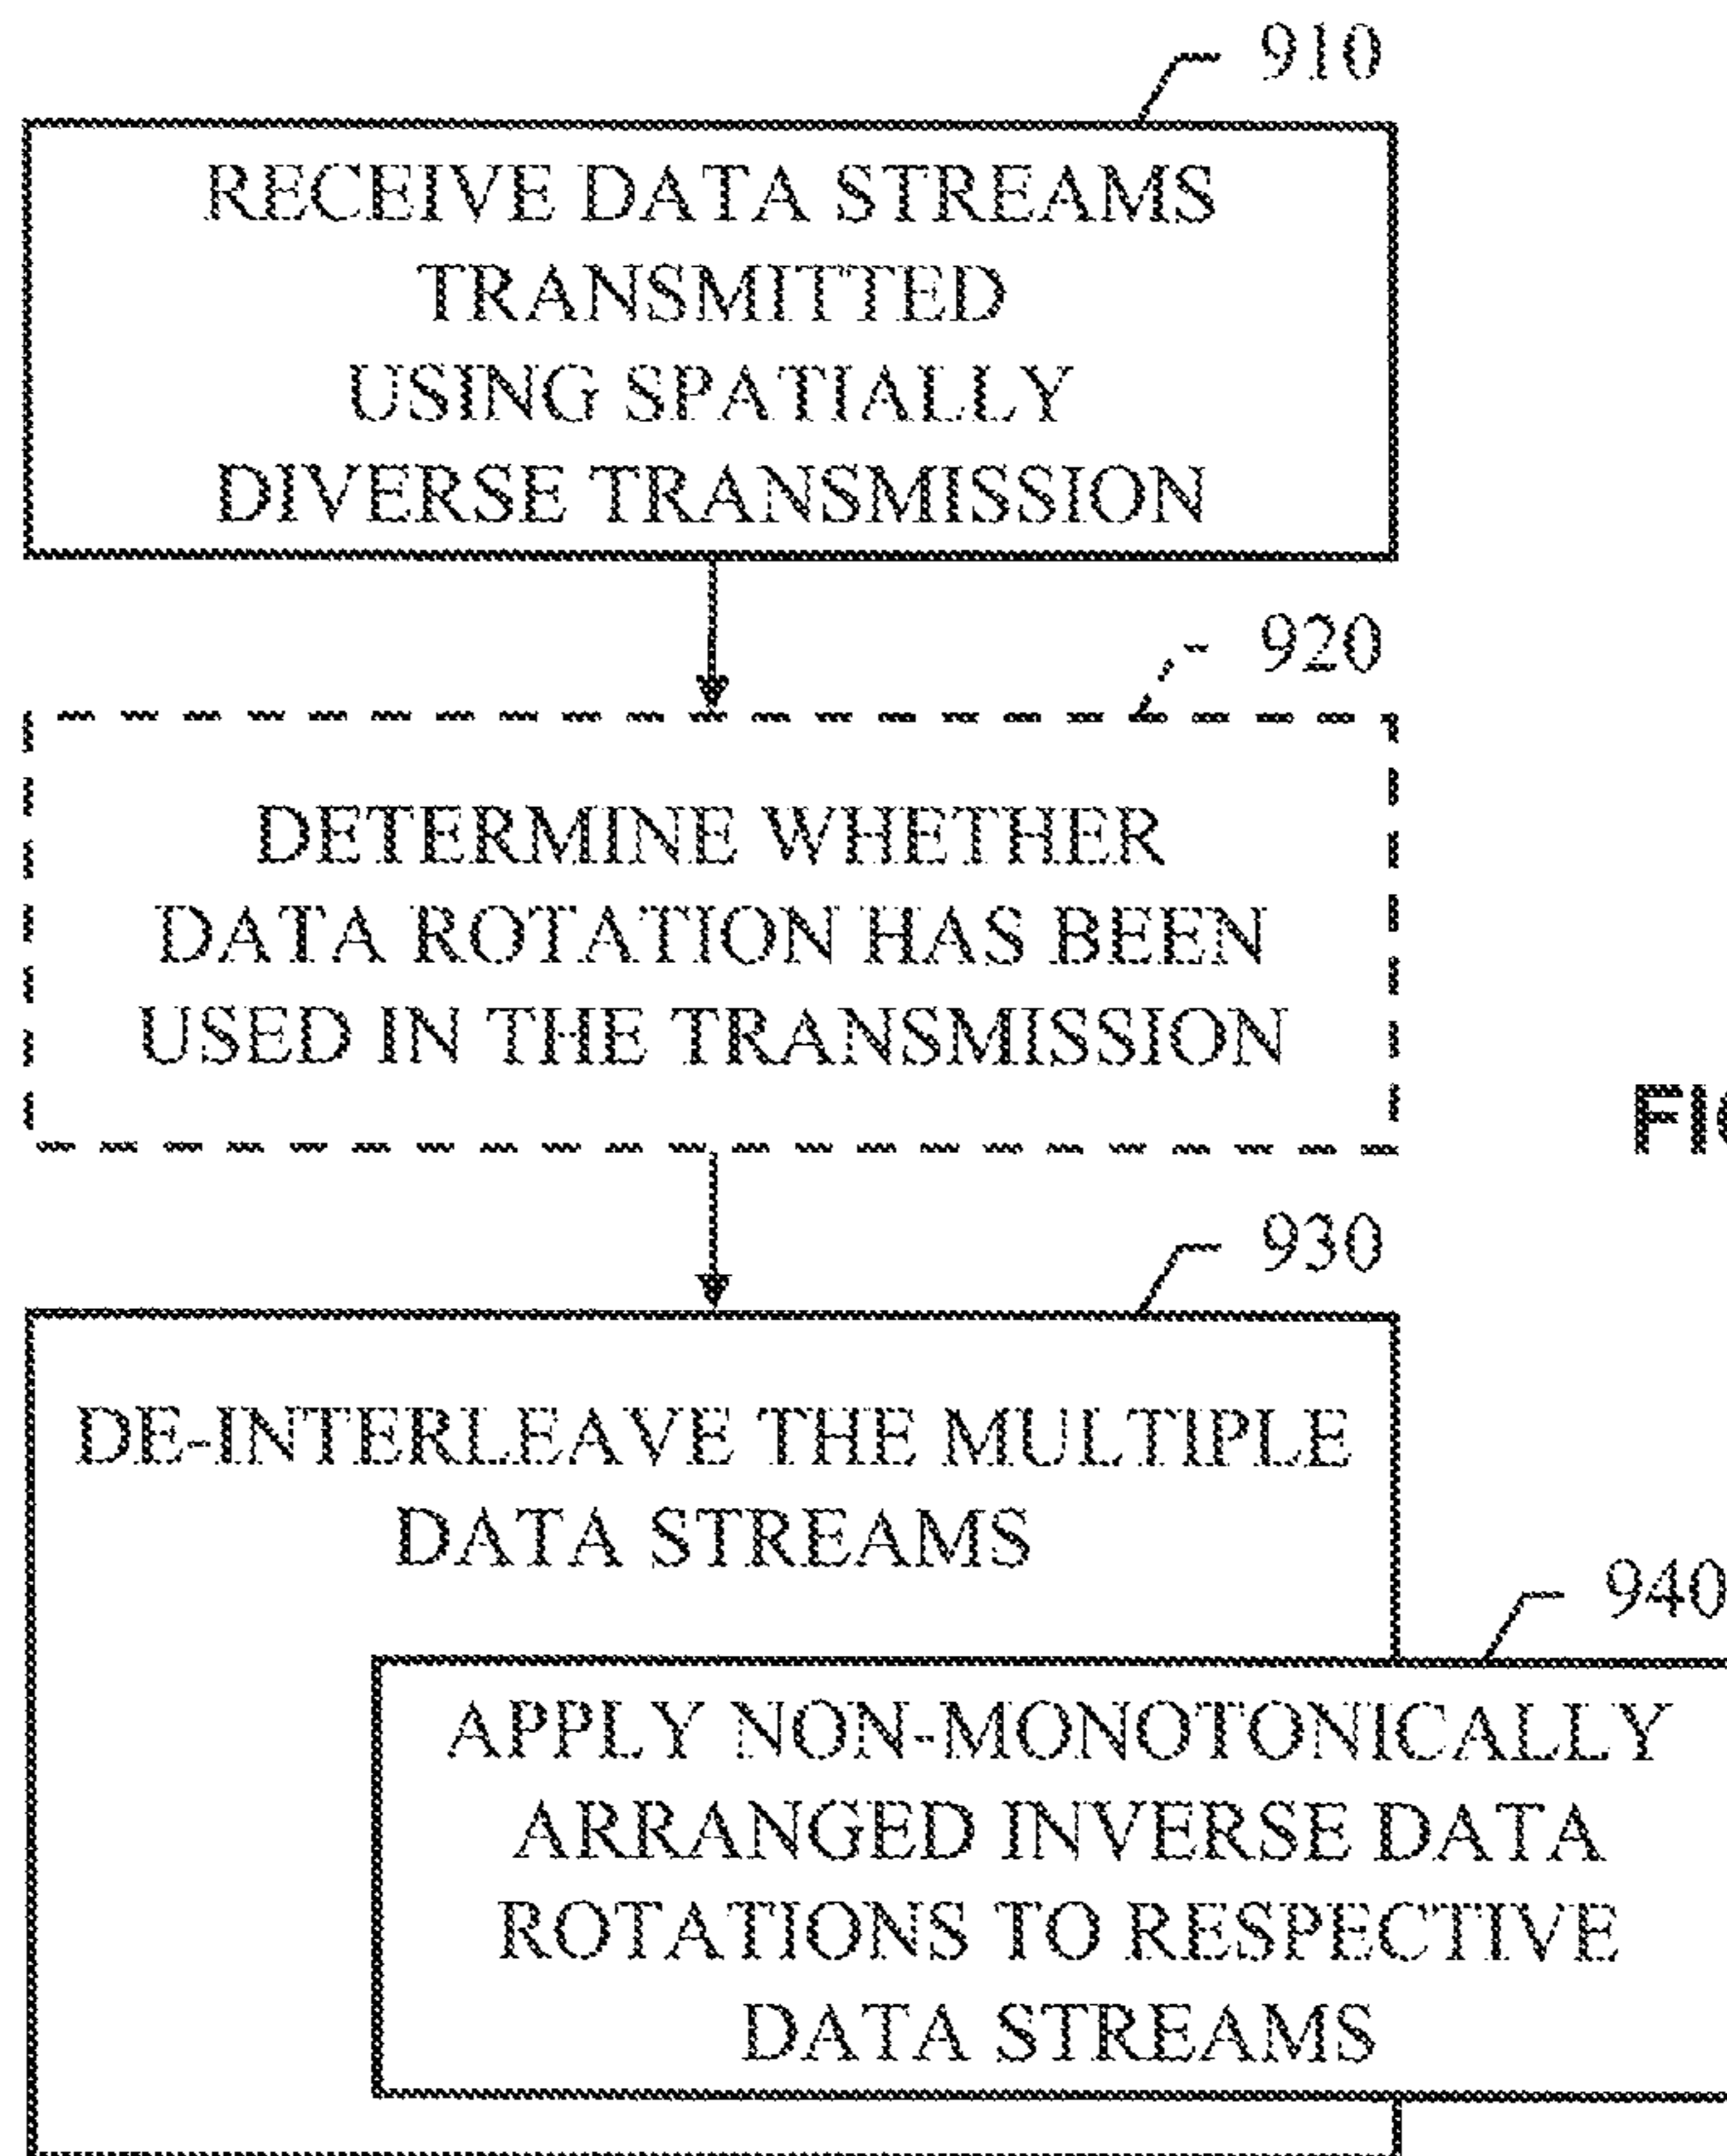 910
RECEIVE DATA STREAMS
TRANSMITTED
USING SPATIALLY
DIVERSE TRANSMISSION
920
DETERMINE WHETHER
DATA ROTATION HAS BEEN
USED IN THE TRANSMISSION
930
DE-INTERLEAVE THE MULTIPLE
DATA STREAMS
940
APPLY NON-MONOTONICALLY
ARRANGED INVERSE DATA
ROTATIONS TO RESPECTIVE
DATA STREAMS